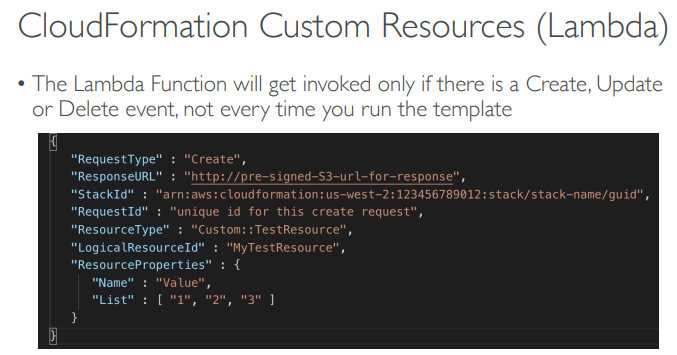 CloudFormation Custom Resources (Lambda)
• The Lambda Function will get invoked only if there is a Create, Update
or Delete event, not every time you run the template
{
"RequestType" : "Create",
"ResponseURL" : "http://pre-signed-S3-url-for-response",
"StackId" : "arn:aws:cloudformation:us-west-2:123456789012:stack/stack-name/guid",
"RequestId" : "unique id for this create request",
"ResourceType" : "Custom::TestResource",
"LogicalResourceId" : "MyTestResource",
"ResourceProperties" : {
"Name" : "Value",
"List" : [ "1", "2", "3" ]
}
}